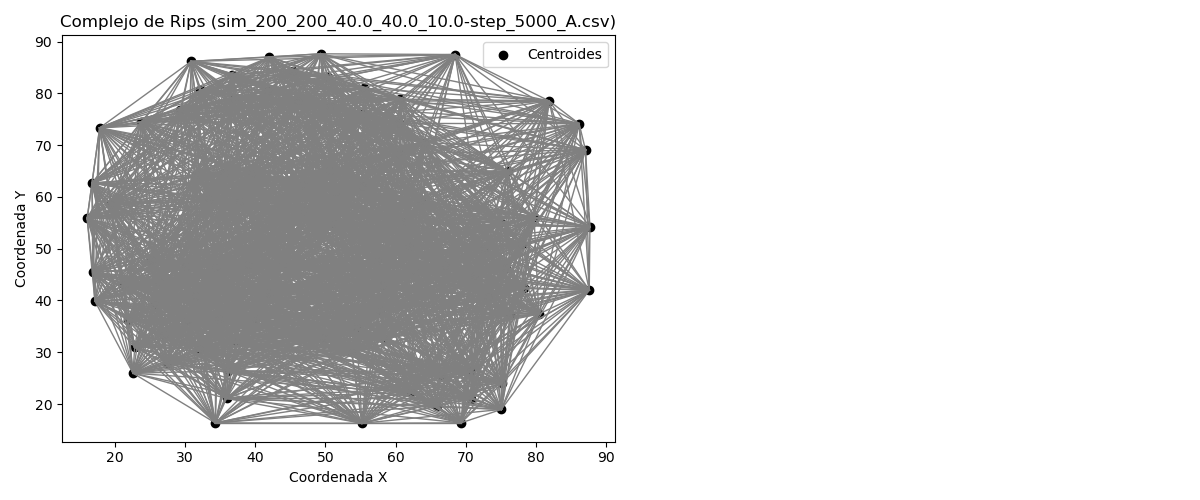 Complejo de Rips (sim_200_200_40.0_40.0_10.0-step_5000_A.csv)
Centroides
90
80
70
60
50
40
30
20
Coordenada Y
20 30 40 50 60 70 80 90
Coordenada X